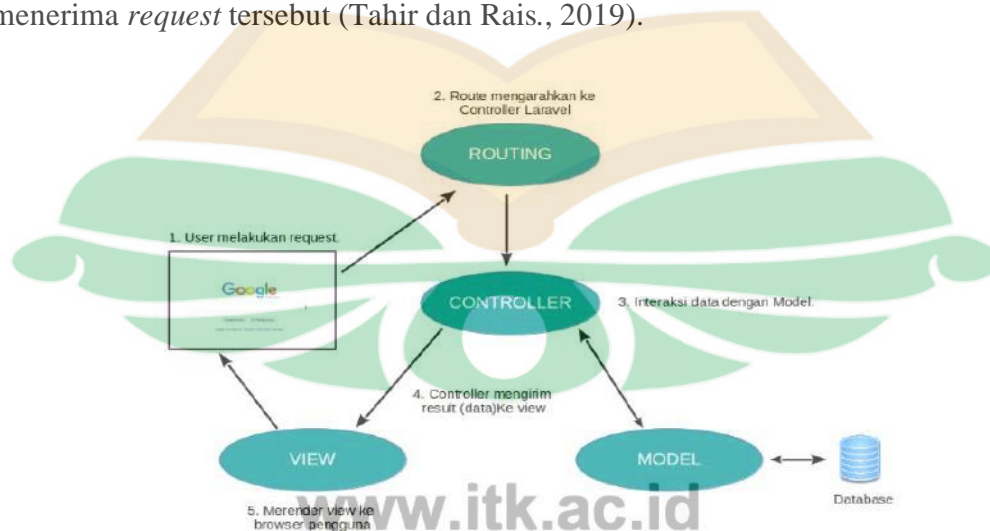 menerima request tersebut (Tahir dan Rais., 2019).
2. Route mengarahkan ke
Controller Laravel
ROUTING
1. User melakukan request.
Google
CONTROLLER
3. Interaksi data dengan Model.
4. Controller mengirim
result (data)Ke view
VIEW
MODEL
Database
5. Merender view ke
browser pengguna
www.itk.ac.id